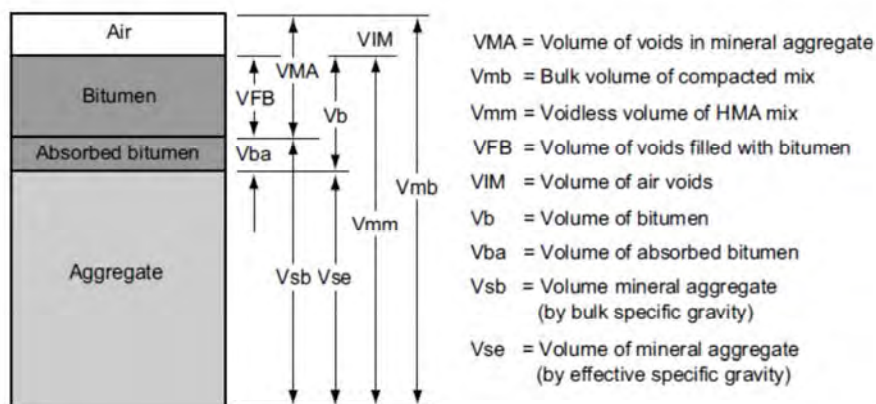 Air
Bitumen
Absorbed bitumen
Aggregate
VIM
VMA
VFB
Vb
Vba
Vmb
Vmm
Vsb Vse
VMA = Volume of voids in mineral aggregate
Vmb = Bulk volume of compacted mix
Vmm = Voidless volume of HMA mix
VFB = Volume of voids filled with bitumen
VIM = Volume of air voids
Vb = Volume of bitumen
Vba = Volume of absorbed bitumen
Vsb = Volume mineral aggregate
(by bulk specific gravity)
Vse = Volume of mineral aggregate
(by effective specific gravity)